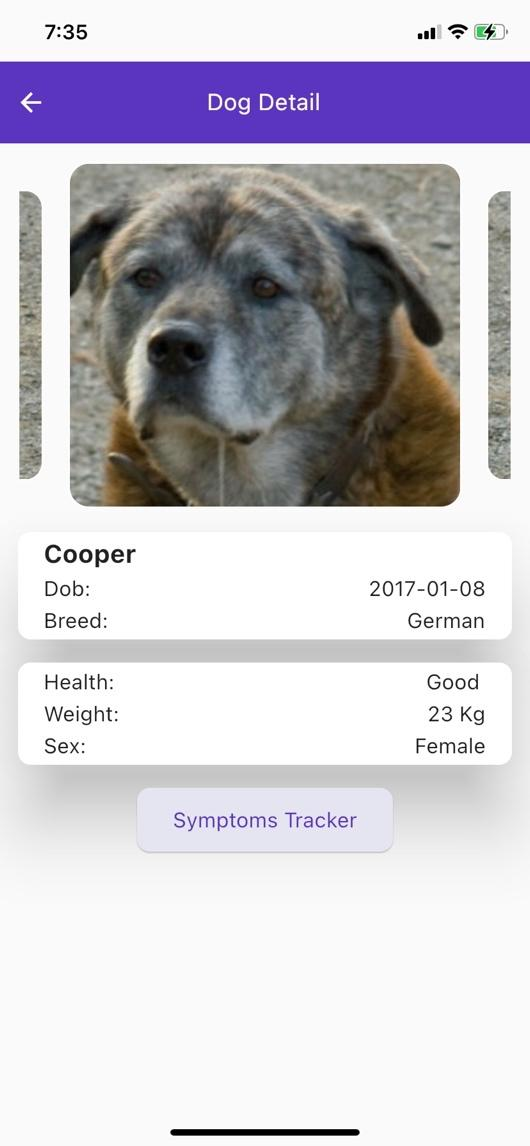 7:35
Dog Detail
Cooper
Dob: 2017-01-08
Breed: German
Health: Good
Weight: 23 Kg
Sex: Female
Symptoms Tracker